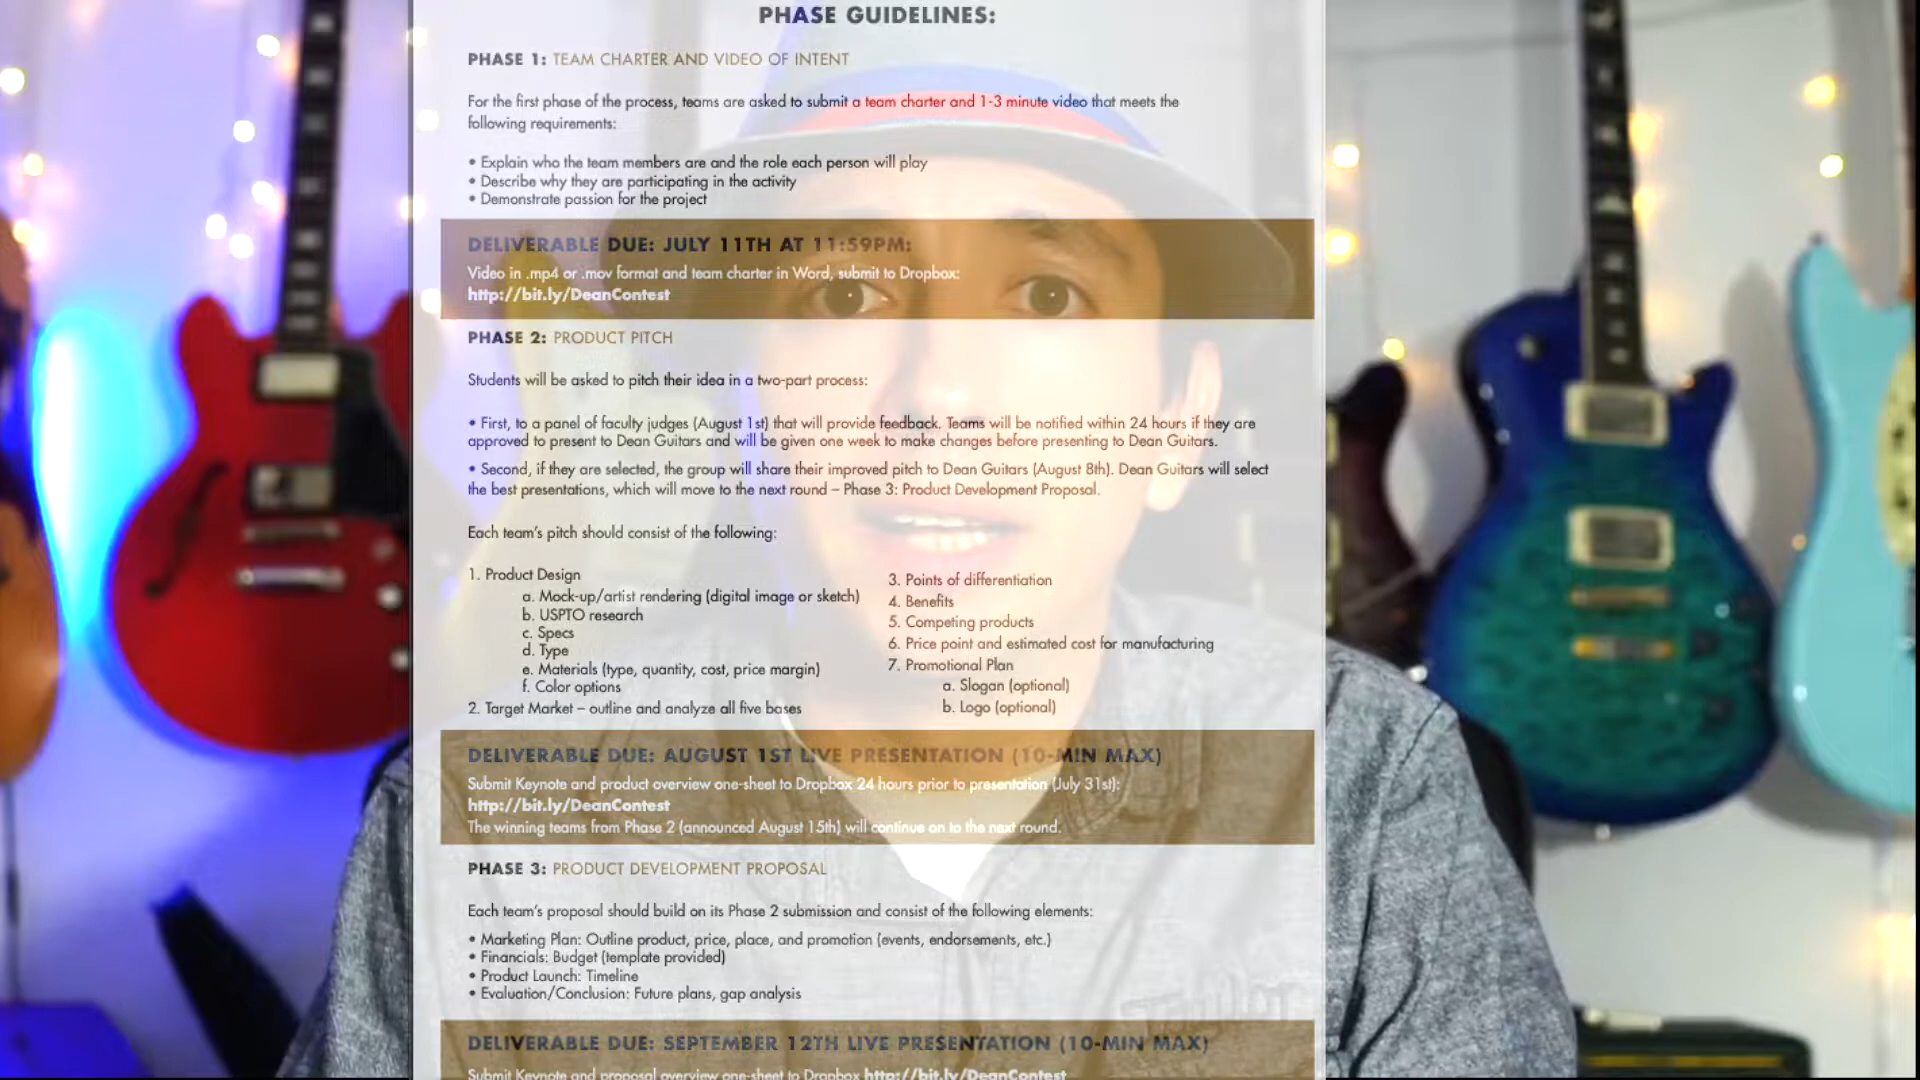 PHASE GUIDELINES:
PHASE 1: TEAM CHARTER AND VIDEO OF INTENT
For the first phase of the process, teams are asked to submit a team charter and 1-3 minute video that meets the
following requirements:
• Explain who the team members are and the role each person will play
• Describe why they are participating in the activity
• Demonstrate passion for the project
DELIVERABLE DUE: JULY 11TH AT 11:59PM:
Video in .mp4 or .mov format and team charter in Word, submit to Dropbox:
http://bit.ly/DeanContest
PHASE 2: PRODUCT PITCH
Students will be asked to pitch their idea in a two-part process:
• First, to a panel of faculty judges (August 1st) that will provide feedback. Teams will be notified within 24 hours if they are
approved to present to Dean Guitars and will be given one week to make changes before presenting to Dean Guitars.
• Second, if they are selected, the group will share their improved pitch to Dean Guitars (August 8th). Dean Guitars will select
the best presentations, which will move to the next round – Phase 3: Product Development Proposal.
Each team's pitch should consist of the following:
1. Product Design
a. Mock-up/artist rendering (digital image or sketch)
b. USPTO research
c. Specs
d. Type
e. Materials (type, quantity, cost, price margin)
f. Color options
2. Target Market – outline and analyze all five bases
3. Points of differentiation
4. Benefits
5. Competing products
6. Price point and estimated cost for manufacturing
7. Promotional Plan
a. Slogan (optional)
b. Logo (optional)
DELIVERABLE DUE: AUGUST 1ST LIVE PRESENTATION (10-MIN MAX)
Submit Keynote and product overview one-sheet to Dropbox 24 hours prior to presentation (July 31st):
http://bit.ly/DeanContest
The winning teams from Phase 2 (announced August 15th) will continue on to the next round.
PHASE 3: PRODUCT DEVELOPMENT PROPOSAL
Each team's proposal should build on its Phase 2 submission and consist of the following elements:
• Marketing Plan: Outline product, price, place, and promotion (events, endorsements, etc.)
• Financials: Budget (template provided)
• Product Launch: Timeline
• Evaluation/Conclusion: Future plans, gap analysis
DELIVERABLE DUE: SEPTEMBER 12TH LIVE PRESENTATION (10-MIN MAX)
Submit Keynote and proposal overview one-sheet to Dropbox http://bit.ly/DeanContest